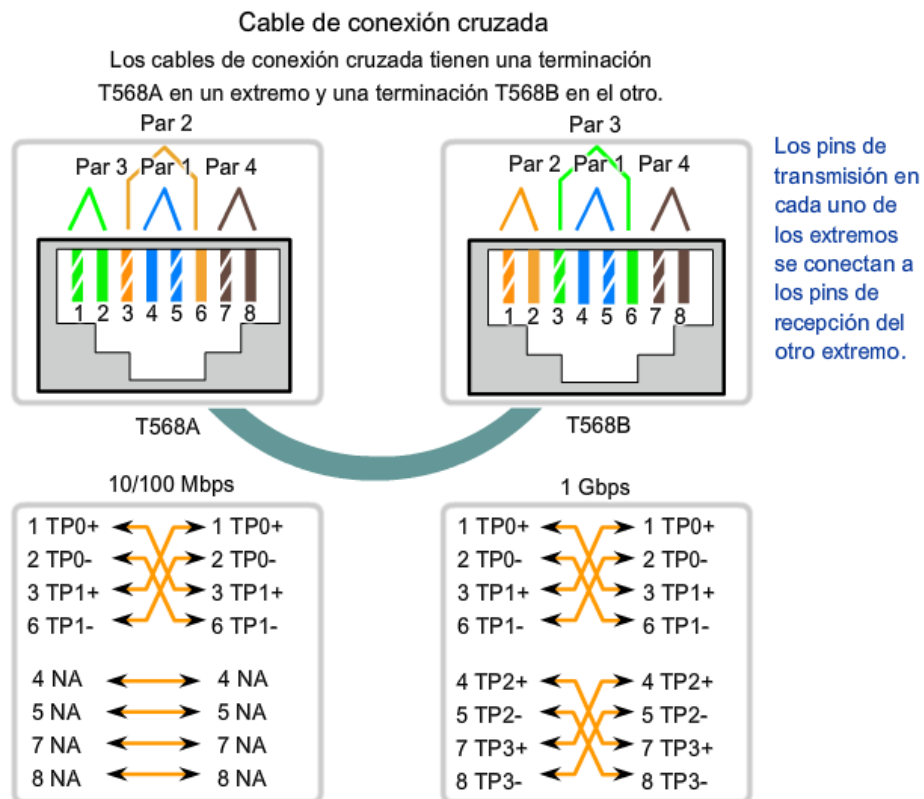 Cable de conexión cruzada
Los cables de conexión cruzada tienen una terminación
T568A en un extremo y una terminación T568B en el otro.
Par 2
Par 3 Par 1 Par 4
1 2 3 4 5 6 7 8
T568A
Par 3
Par 2 Par 1 Par 4
1 2 3 4 5 6 7 8
T568B
Los pins de
transmisión en
cada uno de
los extremos
se conectan a
los pins de
recepción del
otro extremo.
10/100 Mbps
1 TP0+ 1 TP0+
2 TP0- 2 TP0-
3 TP1+ 3 TP1+
6 TP1- 6 TP1-
4 NA 4 NA
5 NA 5 NA
7 NA 7 NA
8 NA 8 NA
1 Gbps
1 TP0+ 1 TP0+
2 TP0- 2 TP0-
3 TP1+ 3 TP1+
6 TP1- 6 TP1-
4 TP2+ 4 TP2+
5 TP2- 5 TP2-
7 TP3+ 7 TP3+
8 TP3- 8 TP3-